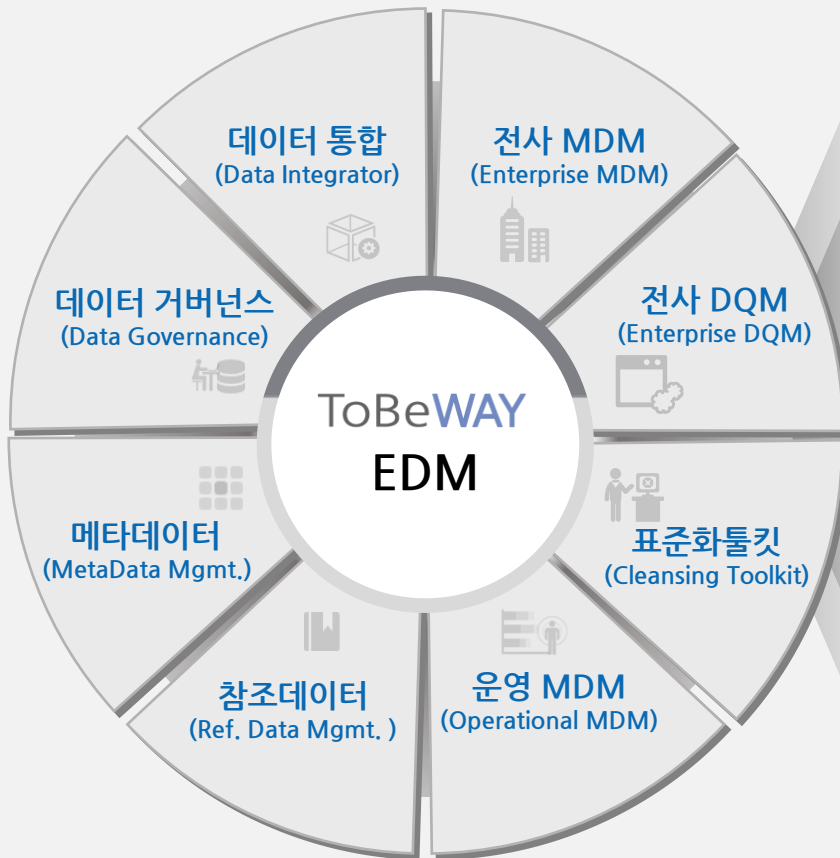 데이터 통합
(Data Integrator)
전사 MDM
(Enterprise MDM)
데이터 거버넌스
(Data Governance)
전사 DQM
(Enterprise DQM)
ToBeWAY
EDM
메타데이터
(MetaData Mgmt.)
표준화툴킷
(Cleansing Toolkit)
참조데이터
(Ref. Data Mgmt. )
운영 MDM
(Operational MDM)